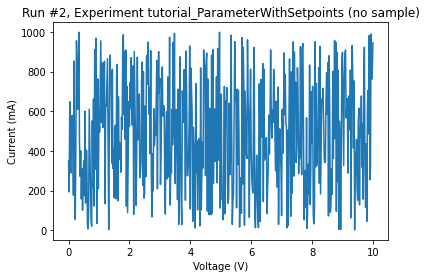 Run #2, Experiment tutorial_ParameterWithSetpoints (no sample)
1000
800
600
400
200
0
Current (mA)
0 2 4 6 8 10
Voltage (V)